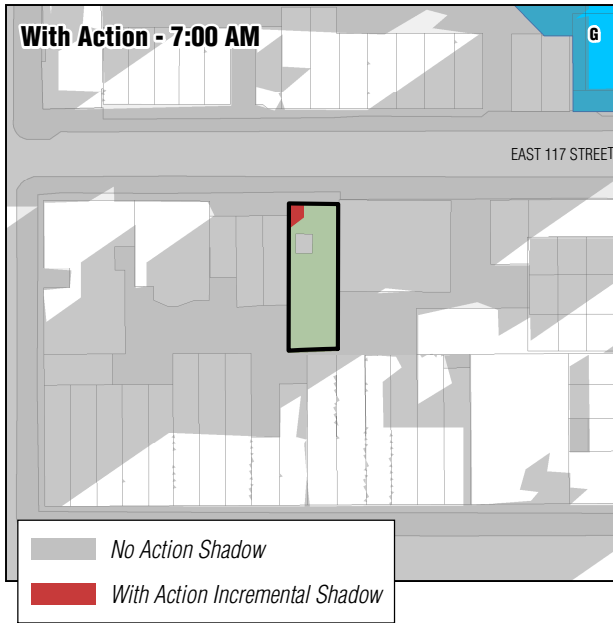 With Action - 7:00 AM
G
EAST 117 STREET
No Action Shadow
With Action Incremental Shadow